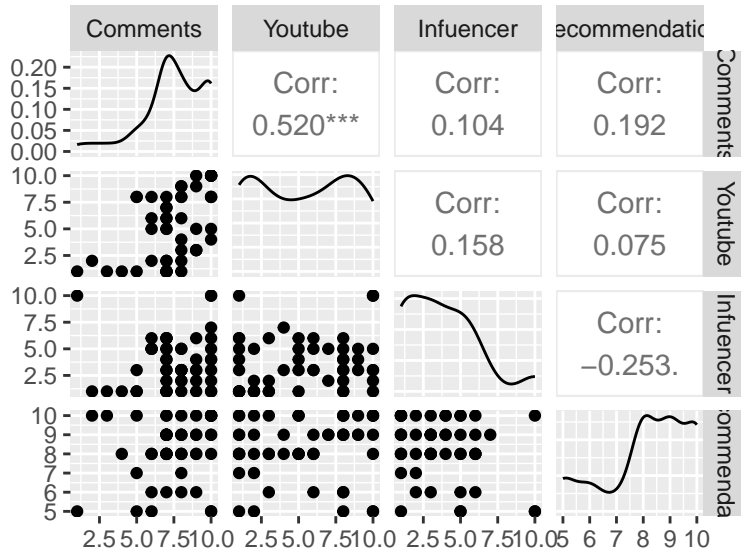 Comments Youtube Infuencer ecommendatio
0.20
0.15
0.10
0.05
0.00
Corr:
0.520***
Corr:
0.104
Corr:
0.192
Comments
10.0
7.5
5.0
2.5
Corr:
0.158
Corr:
0.075
Youtube
10.0
7.5
5.0
2.5
Corr:
−0.253.
Infuencer
10
9
8
7
6
5
ommenda
2.5 5.0 7.5 10.0 2.5 5.0 7.5 10.0 2.5 5.0 7.5 10.0 5 6 7 8 9 10